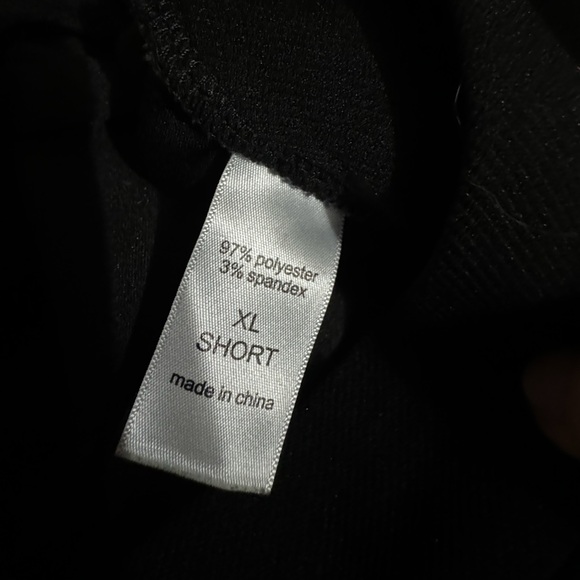 97% polyester
3% spandex
XL
SHORT
made in china